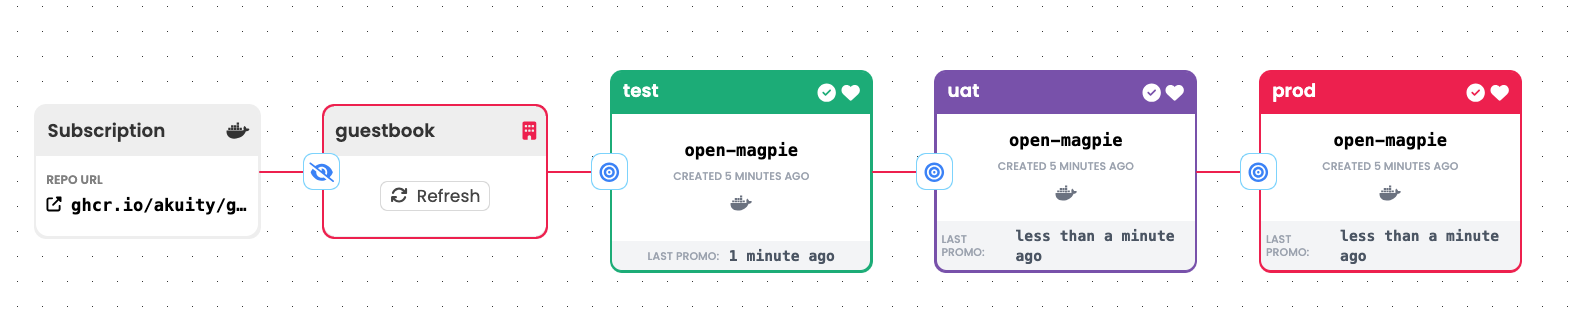 Subscription
REPO URL
ghcr.io/akuity/g…
guestbook
Refresh
test
open-magpie
CREATED 5 MINUTES AGO
LAST PROMO: 1 minute ago
uat
open-magpie
CREATED 5 MINUTES AGO
LAST PROMO: less than a minute ago
prod
open-magpie
CREATED 5 MINUTES AGO
LAST PROMO: less than a minute ago